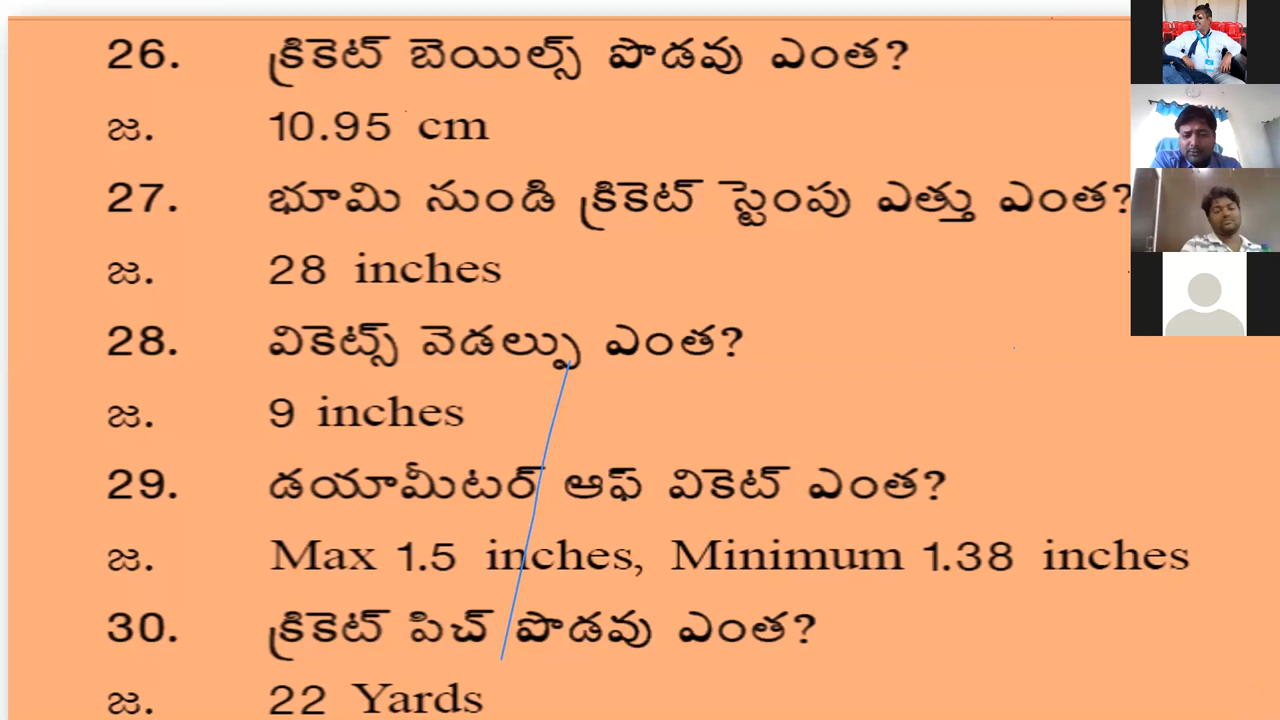 26. క్రికెట్ బెయిల్స్ పొడవు ఎంత?
జ. 10.95 cm
27. భూమి నుండి క్రికెట్ స్టెంపు ఎత్తు ఎంత?
జ. 28 inches
28. వికెట్స్ వెడల్పు ఎంత?
జ. 9 inches
29. డయామీటర్ ఆఫ్ వికెట్ ఎంత?
జ. Max 1.5 inches, Minimum 1.38 inches
30. క్రికెట్ పిచ్ పొడవు ఎంత?
జ. 22 Yards